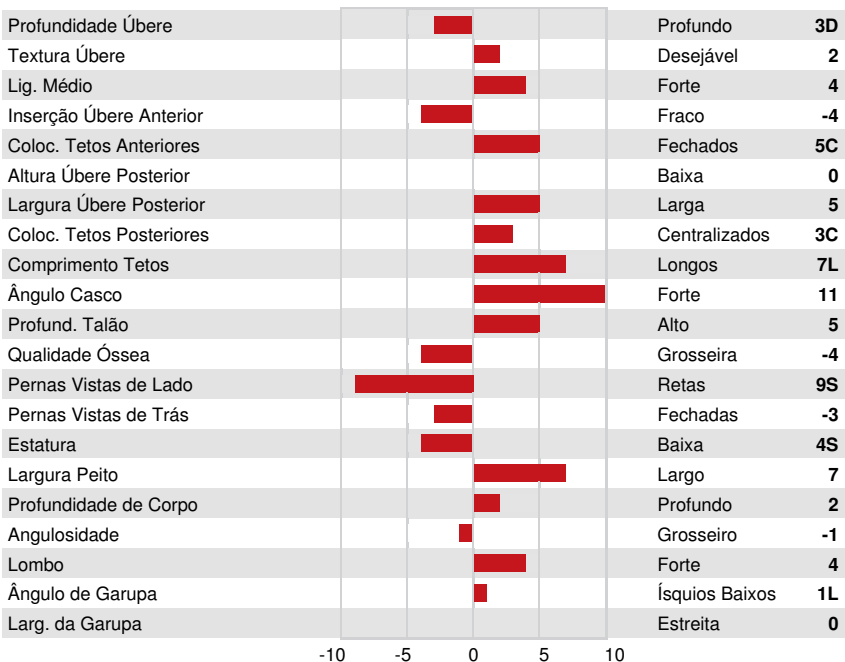 Profundidade Úbere Profundo 3D
Textura Úbere Desejável 2
Lig. Médio Forte 4
Inserção Úbere Anterior Fraco -4
Coloc. Tetos Anteriores Fechados 5C
Altura Úbere Posterior Baixa 0
Largura Úbere Posterior Larga 5
Coloc. Tetos Posteriores Centralizados 3C
Comprimento Tetos Longos 7L
Ângulo Casco Forte 11
Profund. Talão Alto 5
Qualidade Óssea Grosseira -4
Pernas Vistas de Lado Retas 9S
Pernas Vistas de Trás Fechadas -3
Estatura Baixa 4S
Largura Peito Largo 7
Profundidade de Corpo Profundo 2
Angulosidade Grosseiro -1
Lombo Forte 4
Ângulo de Garupa Ísquios Baixos 1L
Larg. da Garupa Estreita 0
-10 -5 0 5 10